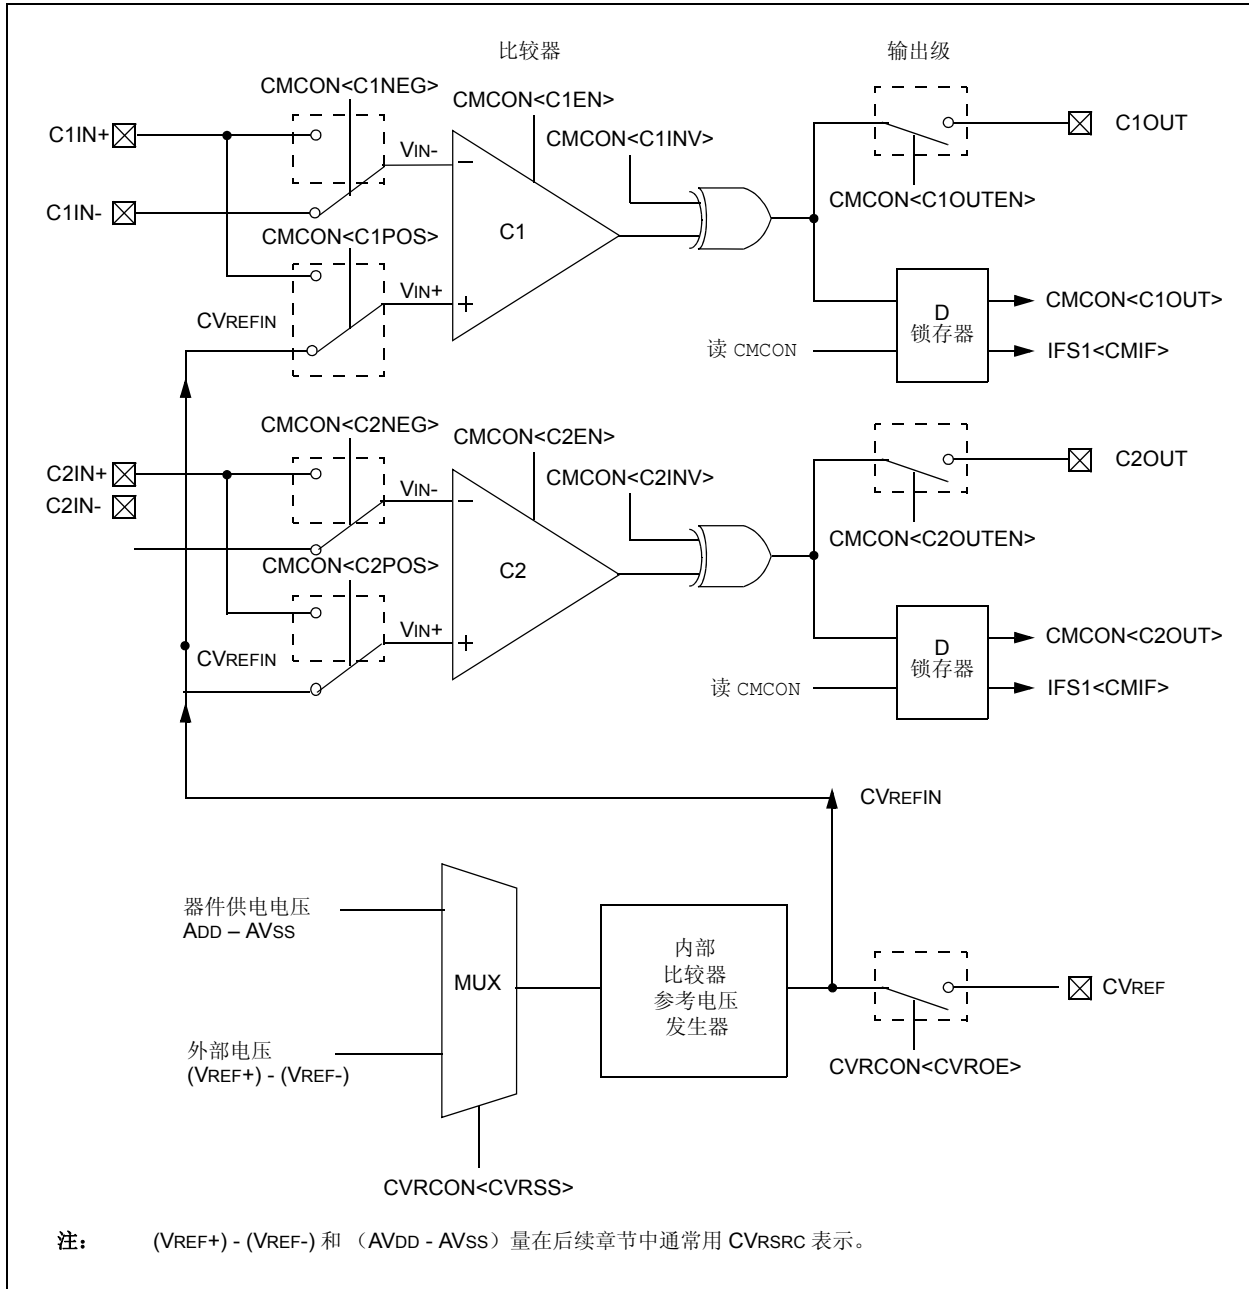 比较器
输出级
CMCON<C1NEG>
CMCON<C1EN>
C1IN+
CMCON<C1INV>
C1OUT
VIN-
−
C1IN-
CMCON<C1OUTEN>
C1
CMCON<C1POS>
VIN+
+
CVREFIN
D
锁存器
CMCON<C1OUT>
读 CMCON
IFS1<CMIF>
CMCON<C2NEG>
CMCON<C2EN>
C2IN+
CMCON<C2INV>
C2OUT
VIN-
−
C2IN-
CMCON<C2OUTEN>
C2
CMCON<C2POS>
VIN+
+
CVREFIN
D
锁存器
CMCON<C2OUT>
读 CMCON
IFS1<CMIF>
CVREFIN
器件供电电压
ADD – AVSS
MUX
内部
比较器
参考电压
发生器
CVREF
外部电压
(VREF+) - (VREF-)
CVRCON<CVROE>
CVRCON<CVRSS>
注： (VREF+) - (VREF-) 和 （AVDD - AVSS）量在后续章节中通常用 CVRSRC 表示。